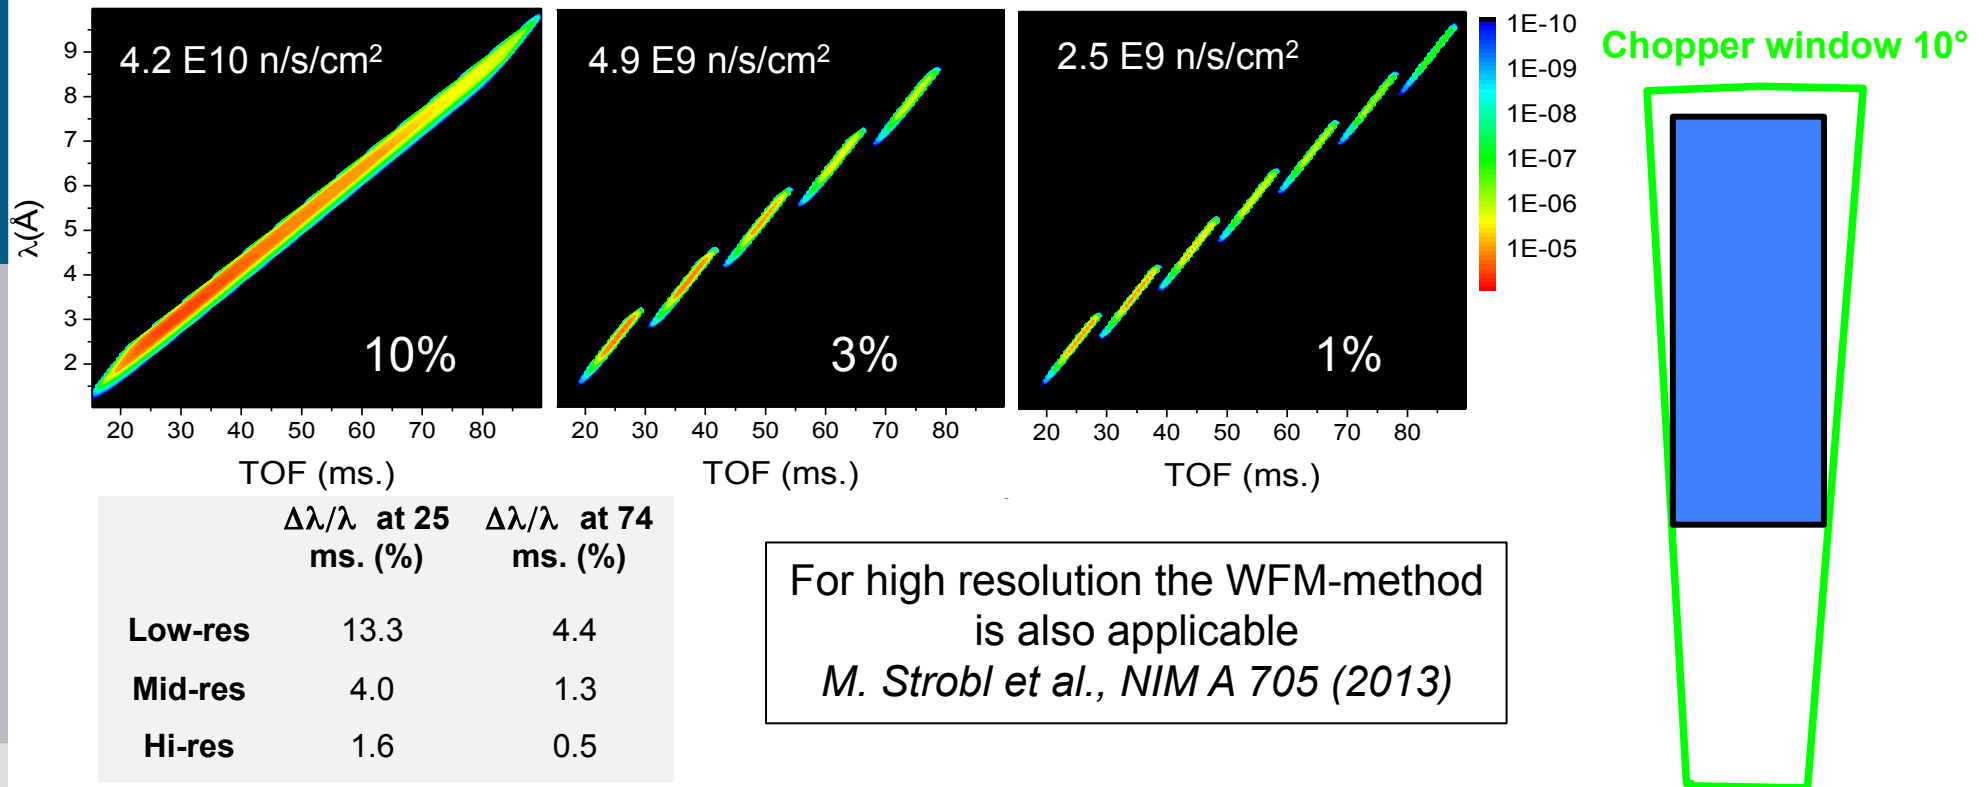 4.2 E10 n/s/cm²
10%
λ(Å)
9
8
7
6
5
4
3
2
20 30 40 50 60 70 80
TOF (ms.)
4.9 E9 n/s/cm²
3%
20 30 40 50 60 70 80
TOF (ms.)
2.5 E9 n/s/cm²
1%
20 30 40 50 60 70 80
TOF (ms.)
1E-10
1E-09
1E-08
1E-07
1E-06
1E-05
Chopper window 10°
Δλ/λ at 25 Δλ/λ at 74
ms. (%) ms. (%)
Low-res 13.3 4.4
Mid-res 4.0 1.3
Hi-res 1.6 0.5
For high resolution the WFM-method
is also applicable
M. Strobl et al., NIM A 705 (2013)